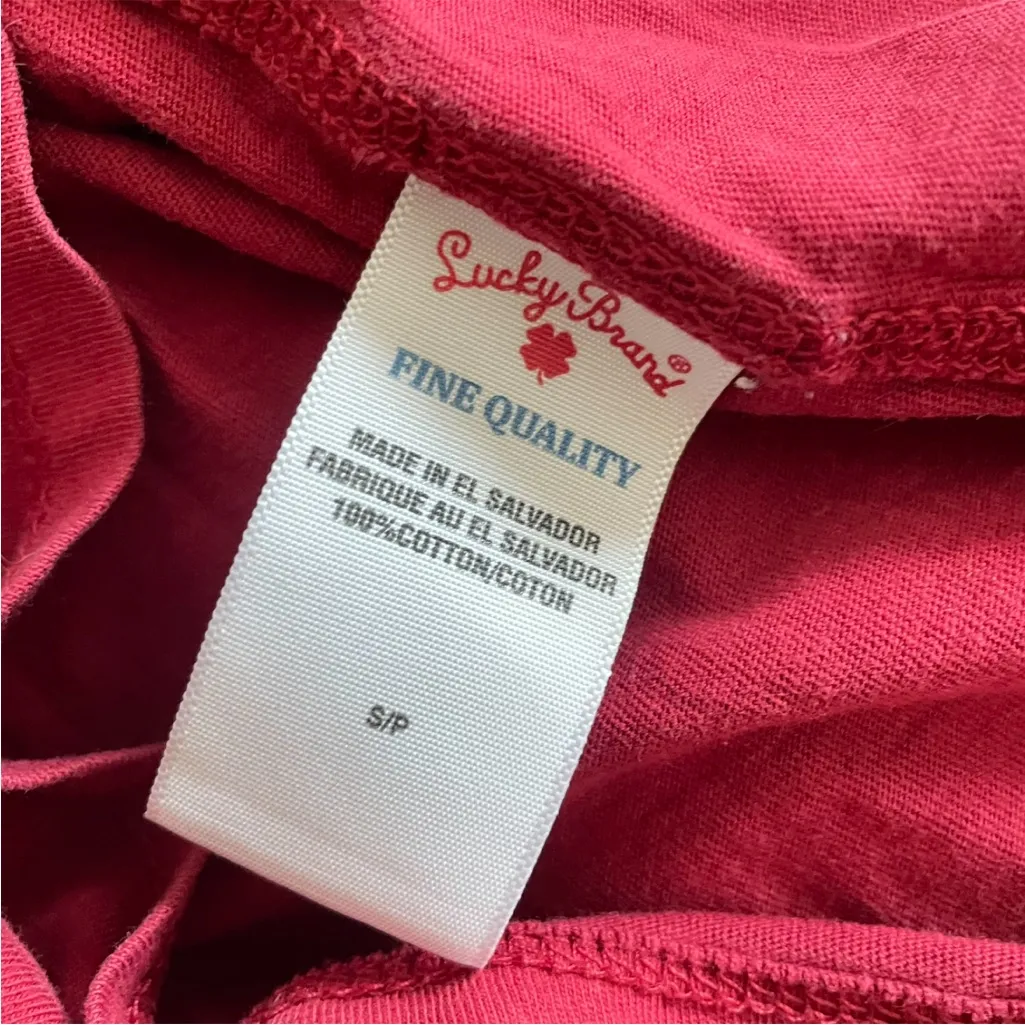 Lucky Brand®
FINE QUALITY
MADE IN EL SALVADOR
FABRIQUE AU EL SALVADOR
100%COTTON/COTON
S/P